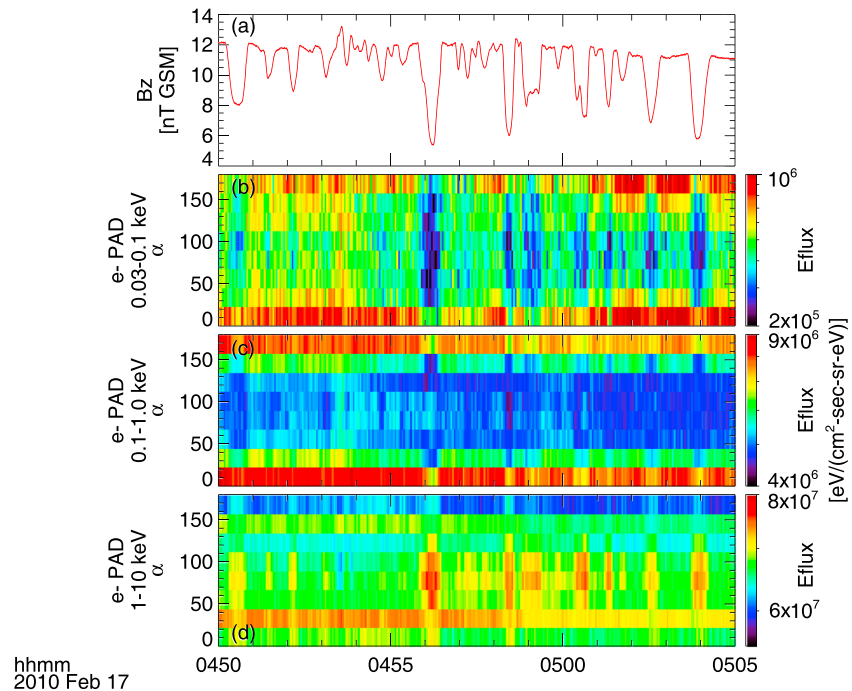 14
12
10
8
6
4
Bz
[nT GSM]
(a)
150
100
50
0
e- PAD
0.03-0.1 keV
α
(b)
10⁶
2x10⁵
Eflux
150
100
50
0
e- PAD
0.1-1.0 keV
α
(c)
9x10⁶
4x10⁶
Eflux
[eV/(cm²-sec-sr-eV)]
150
100
50
0
e- PAD
1-10 keV
α
(d)
8x10⁷
6x10⁷
Eflux
0450 0455 0500 0505
hhmm
2010 Feb 17